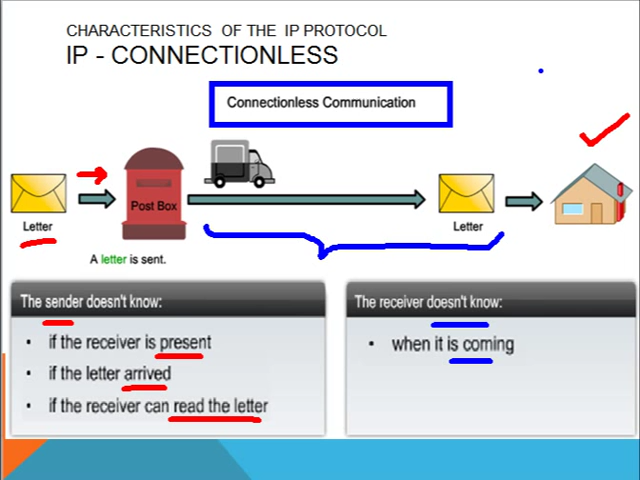 CHARACTERISTICS OF THE IP PROTOCOL
IP - CONNECTIONLESS
Connectionless Communication
Post Box
Letter
Letter
A letter is sent.
The sender doesn't know:
• if the receiver is present
• if the letter arrived
• if the receiver can read the letter
The receiver doesn't know:
• when it is coming